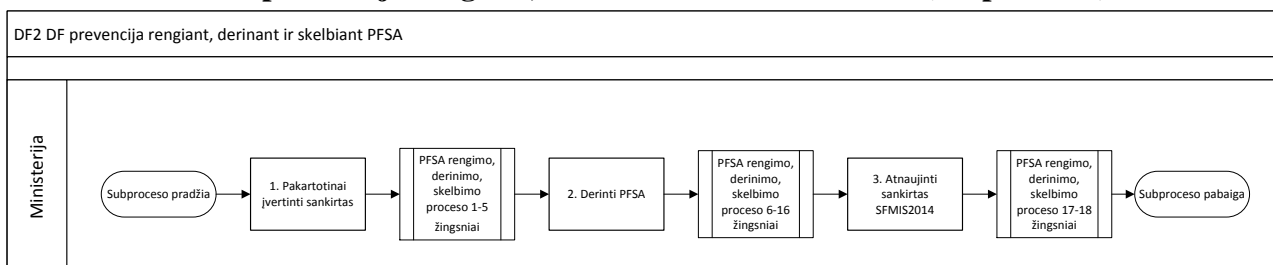 DF2 DF prevencija rengiant, derinant ir skelbiant PFSA
Ministerija
Subproceso pradžia
1. Pakartotinai
įvertinti sankirtas
PFSA rengimo,
derinimo,
skelbimo
proceso 1-5
žingsniai
2. Derinti PFSA
PFSA rengimo,
derinimo,
skelbimo
proceso 6-16
žingsniai
3. Atnaujinti
sankirtas
SFMIS2014
PFSA rengimo,
derinimo,
skelbimo
proceso 17-18
žingsniai
Subproceso pabaiga